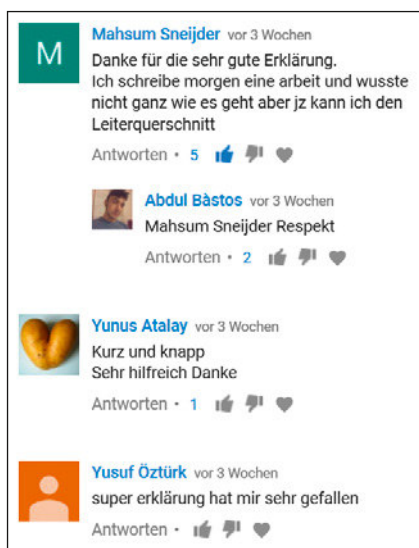 M
Mahsum Sneijder vor 3 Wochen
Danke für die sehr gute Erklärung.
Ich schreibe morgen eine arbeit und wusste
nicht ganz wie es geht aber jz kann ich den
Leiterquerschnitt
Antworten • 5
Abdul Bàstos vor 3 Wochen
Mahsum Sneijder Respekt
Antworten • 2
Yunus Atalay vor 3 Wochen
Kurz und knapp
Sehr hilfreich Danke
Antworten • 1
Yusuf Öztürk vor 3 Wochen
super erklärung hat mir sehr gefallen
Antworten •